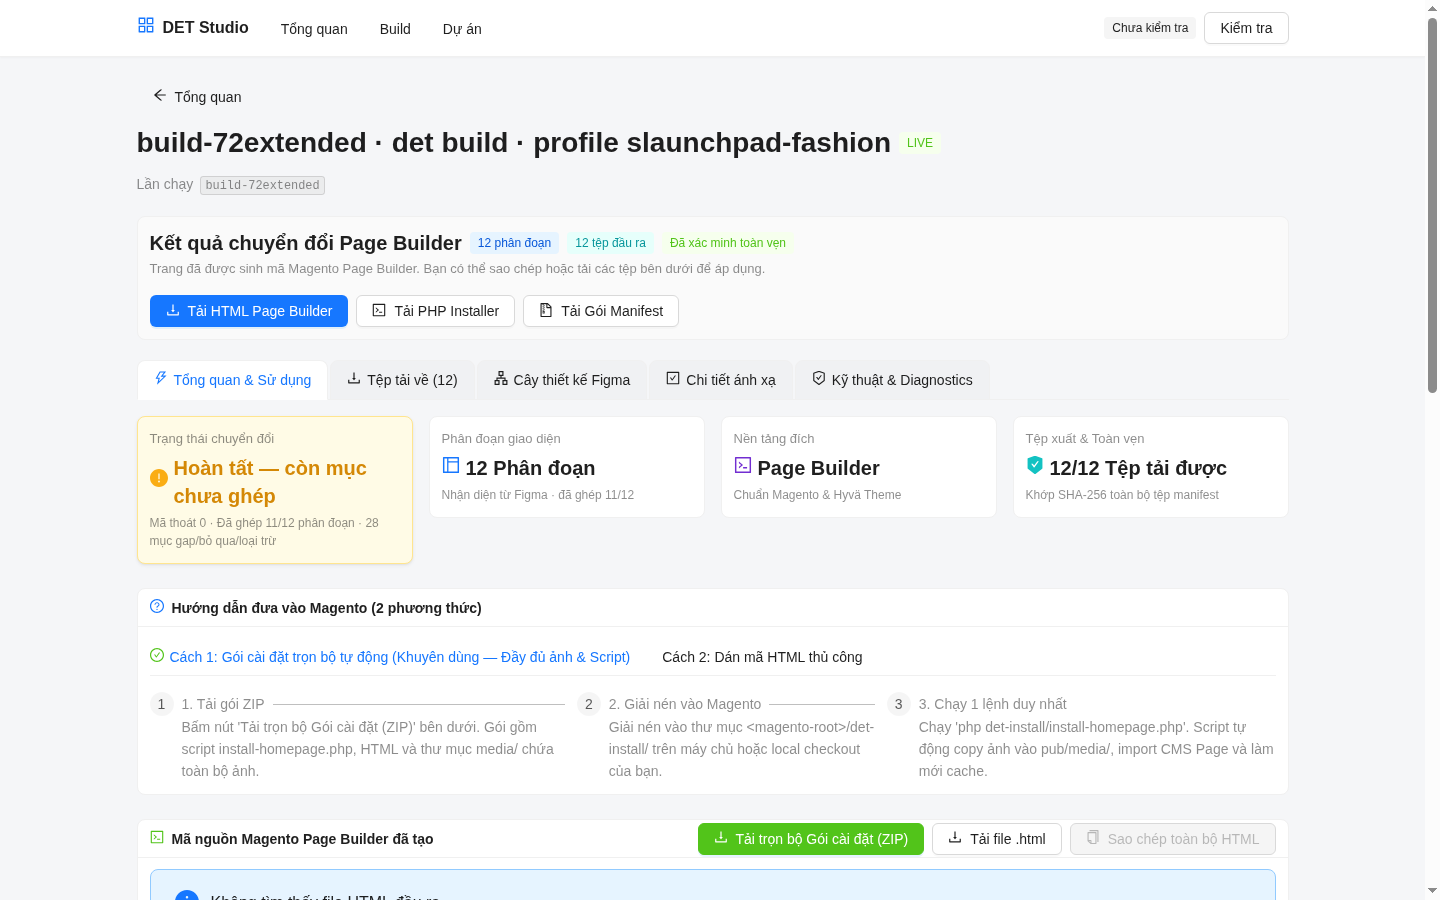 DET Studio
Tổng quan
Build
Dự án
Chưa kiểm tra
Kiểm tra
Tổng quan
build-72extended · det build · profile slaunchpad-fashion
LIVE
Lần chạy build-72extended
Kết quả chuyển đổi Page Builder
12 phân đoạn
12 tệp đầu ra
Đã xác minh toàn vẹn
Trang đã được sinh mã Magento Page Builder. Bạn có thể sao chép hoặc tải các tệp bên dưới để áp dụng.
Tải HTML Page Builder
Tải PHP Installer
Tải Gói Manifest
Tổng quan & Sử dụng
Tệp tải về (12)
Cây thiết kế Figma
Chi tiết ánh xạ
Kỹ thuật & Diagnostics
Trạng thái chuyển đổi
Hoàn tất — còn mục
chưa ghép
Mã thoát 0 · Đã ghép 11/12 phân đoạn · 28
mục gap/bỏ qua/loại trừ
Phân đoạn giao diện
12 Phân đoạn
Nhận diện từ Figma · đã ghép 11/12
Nền tảng đích
Page Builder
Chuẩn Magento & Hyvä Theme
Tệp xuất & Toàn vẹn
12/12 Tệp tải được
Khớp SHA-256 toàn bộ tệp manifest
Hướng dẫn đưa vào Magento (2 phương thức)
Cách 1: Gói cài đặt trọn bộ tự động (Khuyên dùng — Đầy đủ ảnh & Script)
Cách 2: Dán mã HTML thủ công
1
1. Tải gói ZIP
Bấm nút 'Tải trọn bộ Gói cài đặt (ZIP)' bên dưới. Gói gồm
script install-homepage.php, HTML và thư mục media/ chứa
toàn bộ ảnh.
2
2. Giải nén vào Magento
Giải nén vào thư mục <magento-root>/det-
install/ trên máy chủ hoặc local checkout
của bạn.
3
3. Chạy 1 lệnh duy nhất
Chạy 'php det-install/install-homepage.php'. Script tự
động copy ảnh vào pub/media/, import CMS Page và làm
mới cache.
Mã nguồn Magento Page Builder đã tạo
Tải trọn bộ Gói cài đặt (ZIP)
Tải file .html
Sao chép toàn bộ HTML
Không tìm thấy file HTML đầu ra